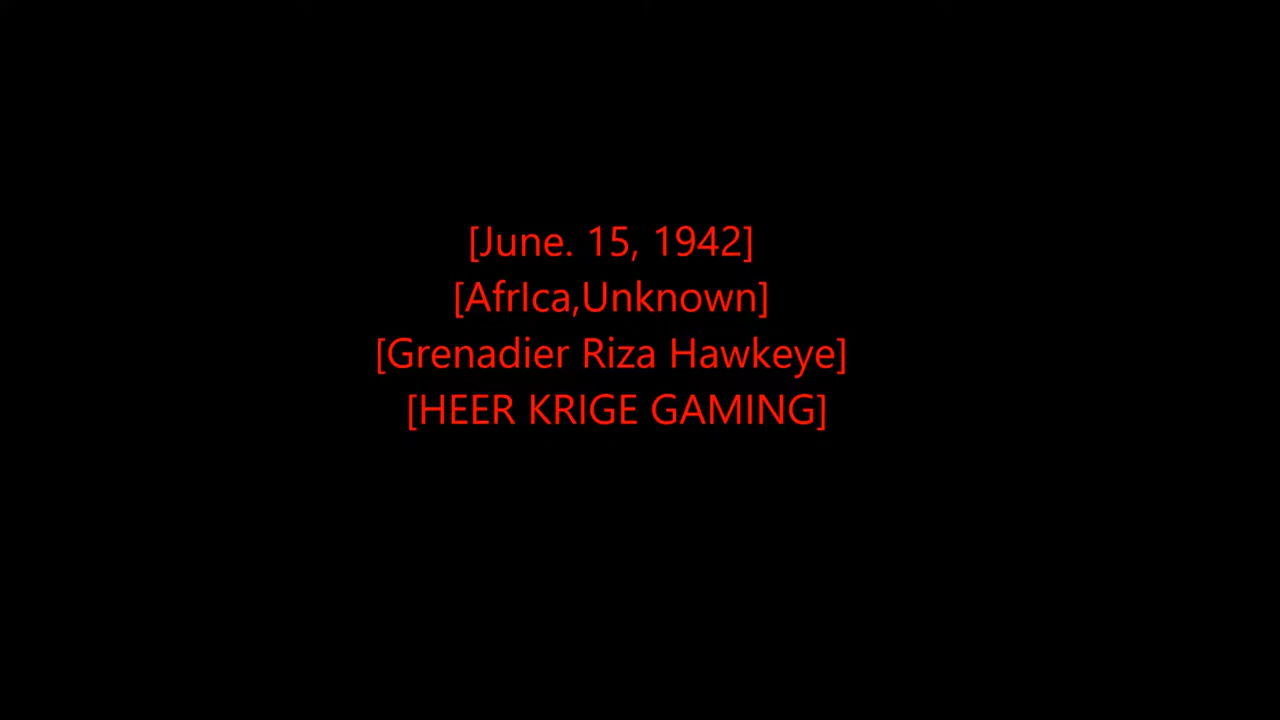 [June. 15, 1942]
[AfrIca,Unknown]
[Grenadier Riza Hawkeye]
[HEER KRIGE GAMING]